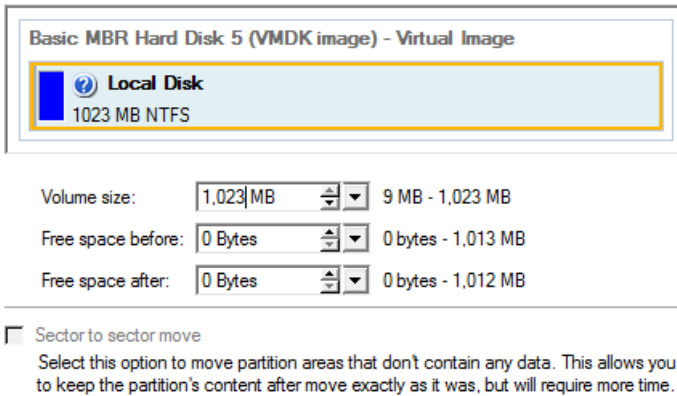 Basic MBR Hard Disk 5 (VMDK image) - Virtual Image
Local Disk
1023 MB NTFS
Volume size: 1,023 MB 9 MB - 1,023 MB
Free space before: 0 Bytes 0 bytes - 1,013 MB
Free space after: 0 Bytes 0 bytes - 1,012 MB
Sector to sector move
Select this option to move partition areas that don't contain any data. This allows you
to keep the partition's content after move exactly as it was, but will require more time.